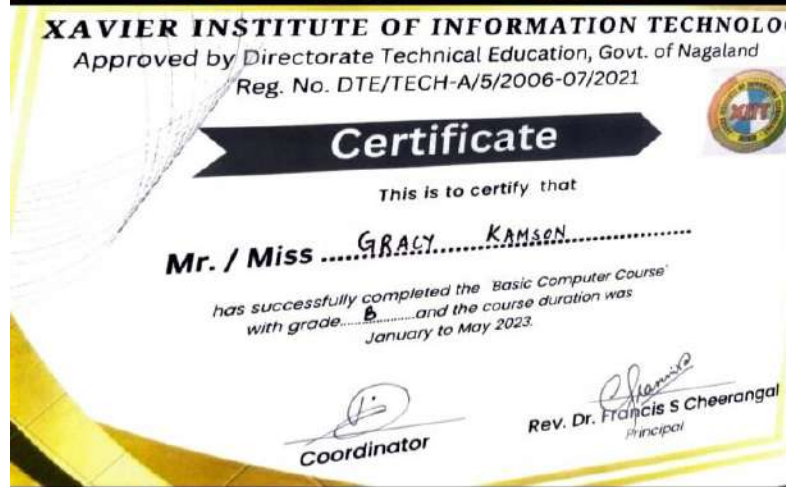 XAVIER INSTITUTE OF INFORMATION TECHNOLO
Approved by Directorate Technical Education, Govt. of Nagaland
Reg. No. DTE/TECH-A/5/2006-07/2021
XIIT
Certificate
This is to certify that
Mr. / Miss ....GRACY....KAMSON....................
has successfully completed the 'Basic Computer Course'
with grade......B.........and the course duration was
January to May 2023.
Coordinator
Rev. Dr. Francis S Cheerangal
Principal